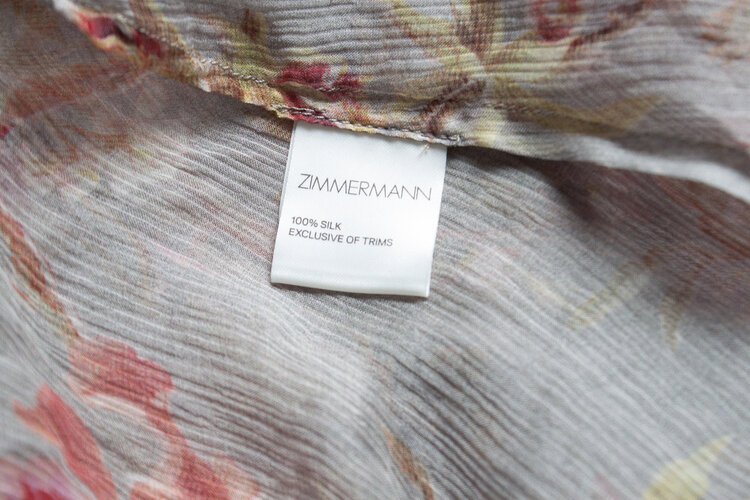 ZIMMERMANN
100% SILK
EXCLUSIVE OF TRIMS